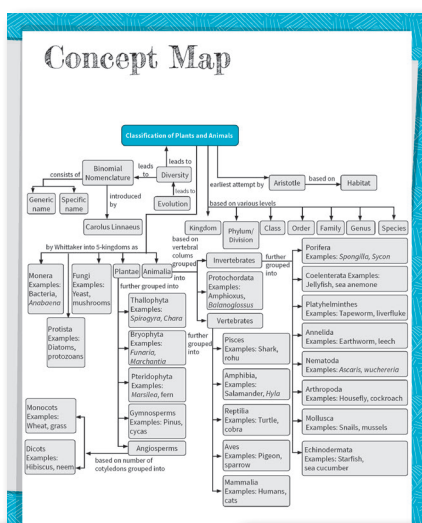 Concept Map
Classification of Plants and Animals
leads to
consists of
Binomial
Nomenclature
leads
to
Diversity
earliest attempt by
Aristotle
based on
Habitat
leads to
Evolution
Generic
name
Specific
name
introduced
by
based on various levels
Carolus Linnaeus
Kingdom
Phylum/
Division
Class
Order
Family
Genus
Species
by Whittaker into 5-kingdoms as
based on
vertebral
colums
grouped
into
Monera
Examples:
Bacteria,
Anabaena
Fungi
Examples:
Yeast,
mushrooms
Plantae
Animalia
Protista
Examples:
Diatoms,
protozoans
further grouped into
Invertebrates
further
grouped
into
Protochordata
Examples:
Amphioxus,
Balanoglossus
Vertebrates
further
grouped
into
Thallophyta
Examples:
Spirogyra, Chara
Bryophyta
Examples:
Funaria,
Marchantia
Pteridophyta
Examples:
Marsilea, fern
Gymnosperms
Examples: Pinus,
cycas
Angiosperms
based on number of
cotyledons grouped into
Monocots
Examples:
Wheat, grass
Dicots
Examples:
Hibiscus, neem
Pisces
Examples: Shark,
rohu
Amphibia,
Examples:
Salamander, Hyla
Reptilia
Examples: Turtle,
cobra
Aves
Examples: Pigeon,
sparrow
Mammalia
Examples: Humans,
cats
Porifera
Examples: Spongilla, Sycon
Coelenterata Examples:
Jellyfish, sea anemone
Platyhelminthes
Examples: Tapeworm, liverfluke
Annelida
Examples: Earthworm, leech
Nematoda
Examples: Ascaris, wuchereria
Arthropoda
Examples: Housefly, cockroach
Mollusca
Examples: Snails, mussels
Echinodermata
Examples: Starfish,
sea cucumber